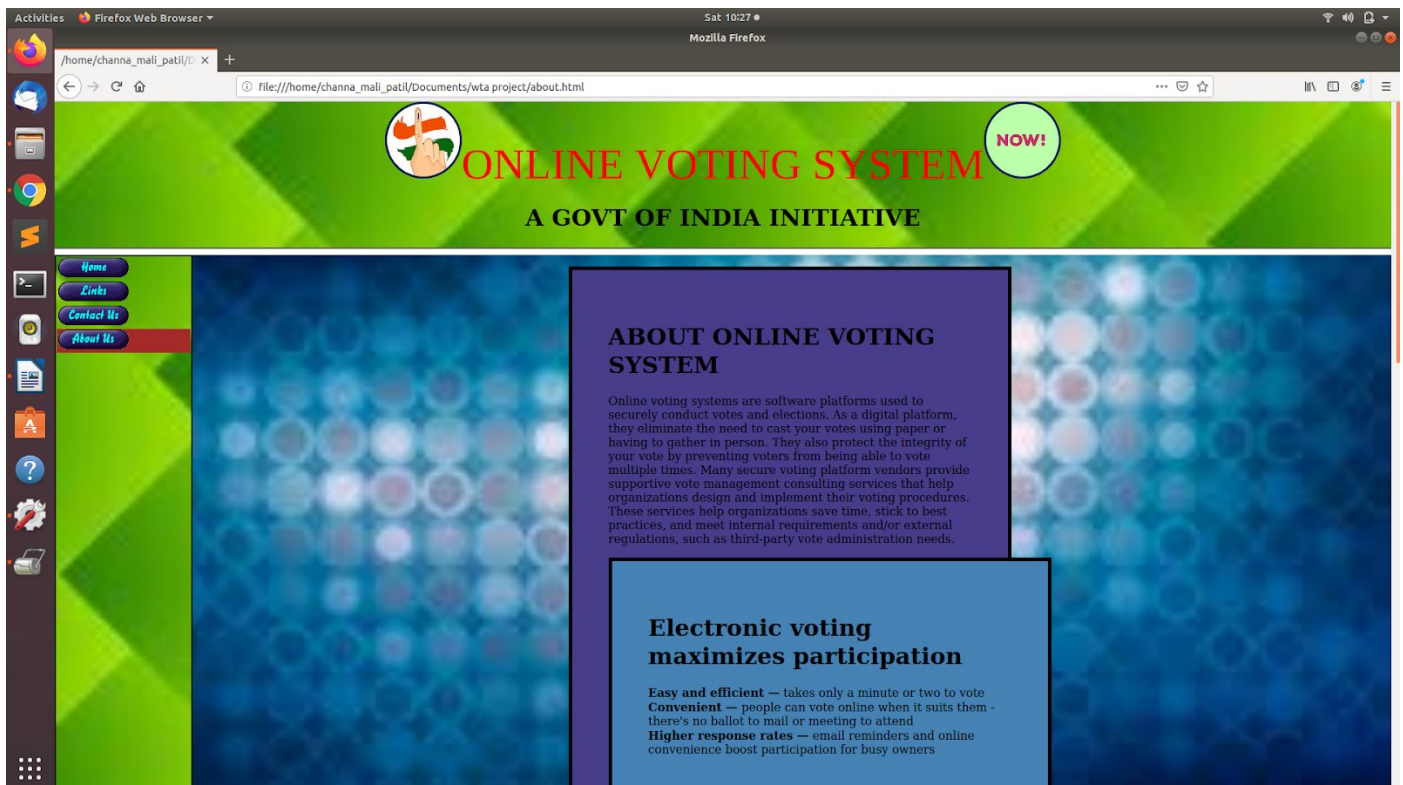 Activities Firefox Web Browser
Sat 10:27
Mozilla Firefox
/home/channa_mali_patil/D
file:///home/channa_mali_patil/Documents/wta project/about.html
NOW!
ONLINE VOTING SYSTEM
A GOVT OF INDIA INITIATIVE
Home
Links
Contact Us
About Us
ABOUT ONLINE VOTING
SYSTEM
Online voting systems are software platforms used to
securely conduct votes and elections. As a digital platform,
they eliminate the need to cast your votes using paper or
having to gather in person. They also protect the integrity of
your vote by preventing voters from being able to vote
multiple times. Many secure voting platform vendors provide
supportive vote management consulting services that help
organizations design and implement their voting procedures.
These services help organizations save time, stick to best
practices, and meet internal requirements and/or external
regulations, such as third-party vote administration needs.
Electronic voting
maximizes participation
Easy and efficient — takes only a minute or two to vote
Convenient — people can vote online when it suits them -
there's no ballot to mail or meeting to attend
Higher response rates — email reminders and online
convenience boost participation for busy owners